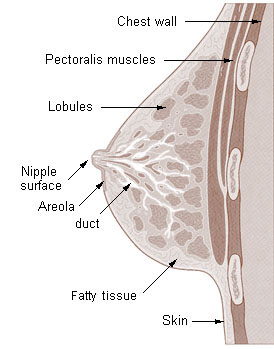 Chest wall
Pectoralis muscles
Lobules
Nipple
surface
Areola
duct
Fatty tissue
Skin